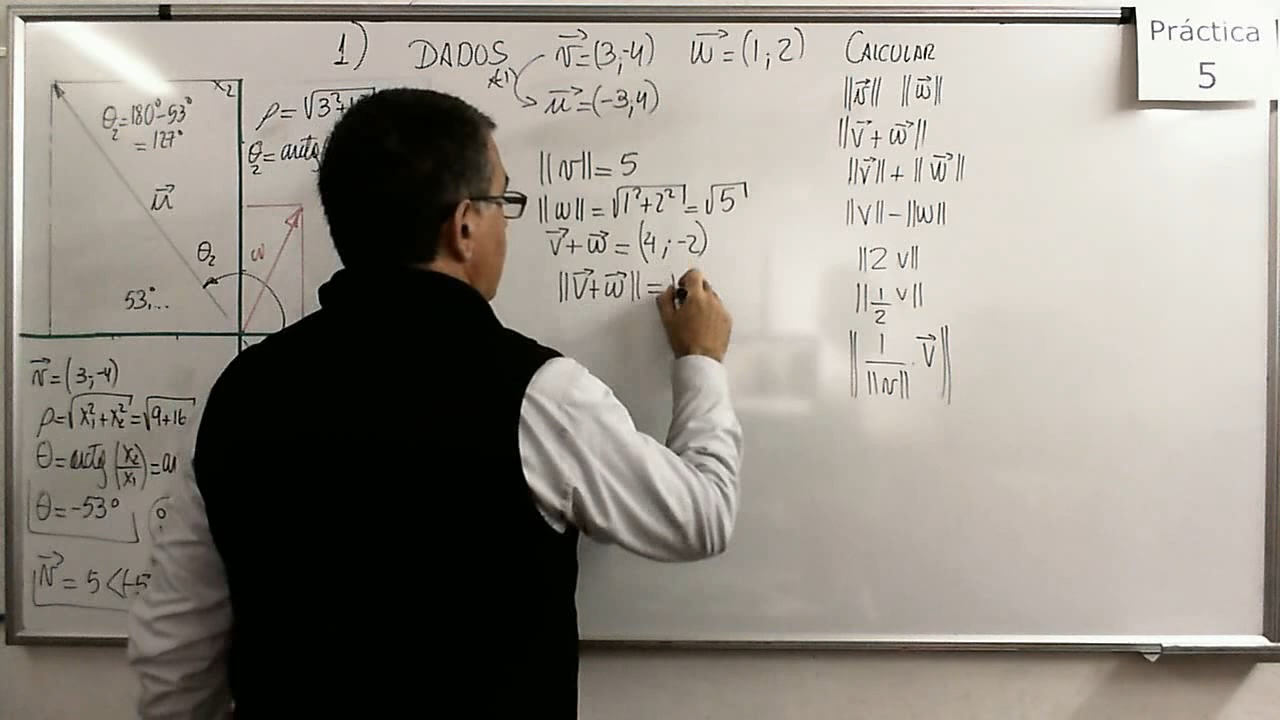 Práctica
5
1) DADOS v⃗=(3;-4) w⃗=(1;2) CALCULAR
u⃗=(-3;4)
||v⃗|| ||w⃗||
||v⃗+w⃗||
||v⃗||+||w⃗||
||v||-||w||
||2 v||
||1/2 v||
||1/||v|| . v⃗||
||v||=5
||w||=√1²+2²=√5
v⃗+w⃗=(4;-2)
||v⃗+w⃗||=
x₂
θ₂=180°-53°
=127°
u⃗
θ₂
53°...
w
ρ=√3²+
θ₂=arctg
v⃗=(3;-4)
ρ=√x₁²+x₂²=√9+16
θ=arctg(x₂/x₁)=
θ=-53°
v⃗=5